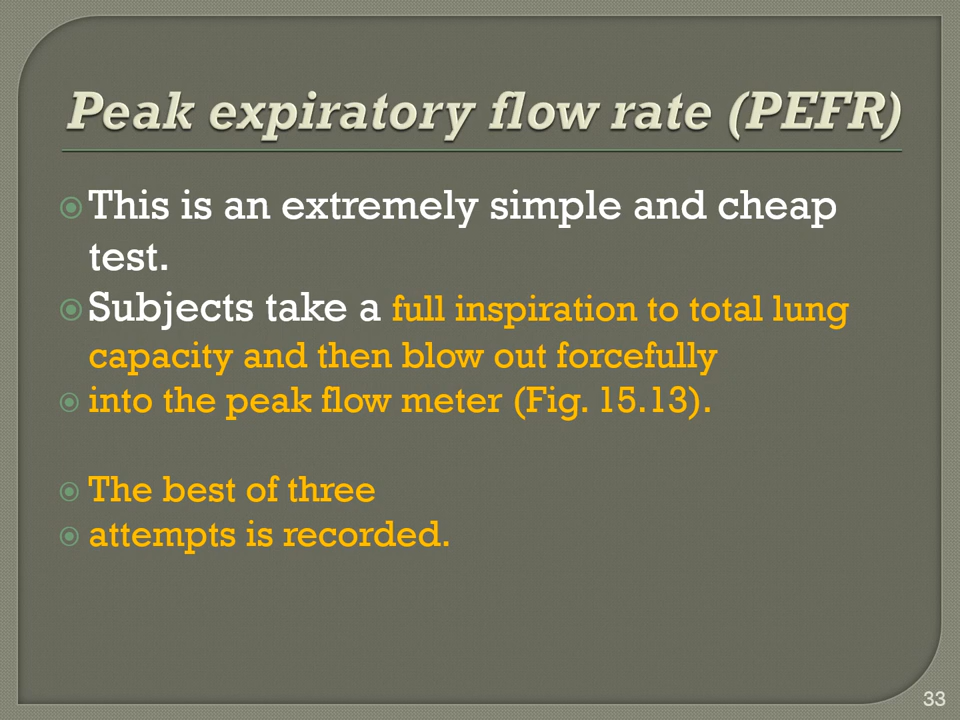 Peak expiratory flow rate (PEFR)
This is an extremely simple and cheap
test.
Subjects take a full inspiration to total lung
capacity and then blow out forcefully
into the peak flow meter (Fig. 15.13).
The best of three
attempts is recorded.
33